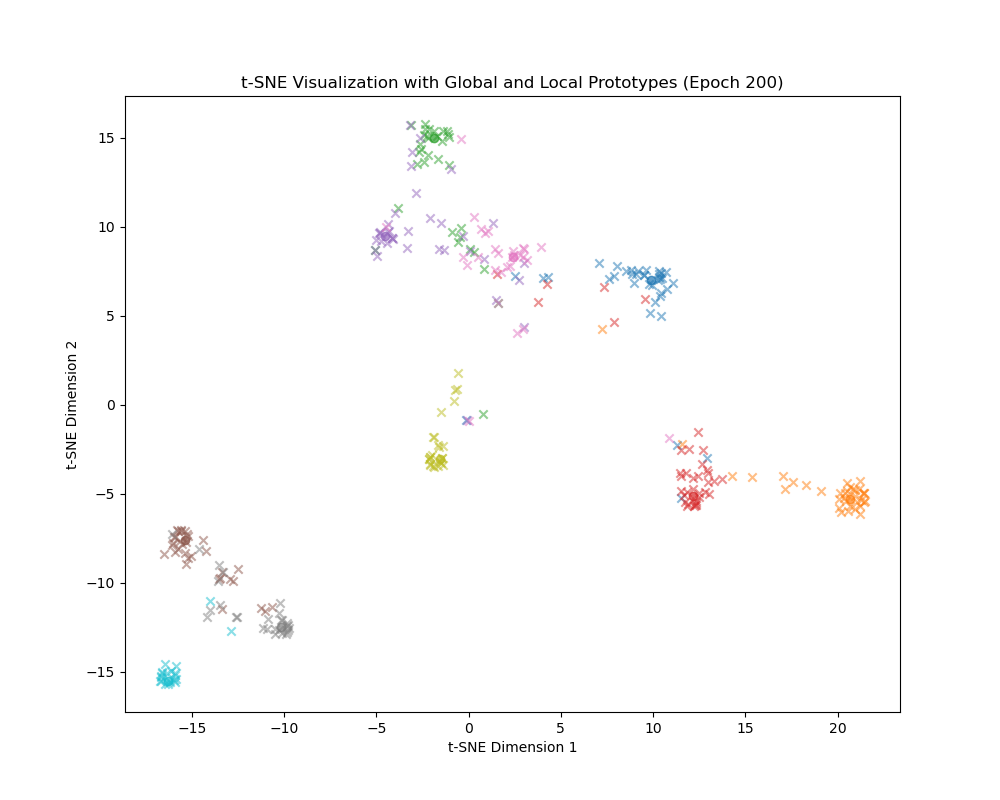 t-SNE Visualization with Global and Local Prototypes (Epoch 200)
15
10
5
0
−5
−10
−15
t-SNE Dimension 2
−15 −10 −5 0 5 10 15 20
t-SNE Dimension 1